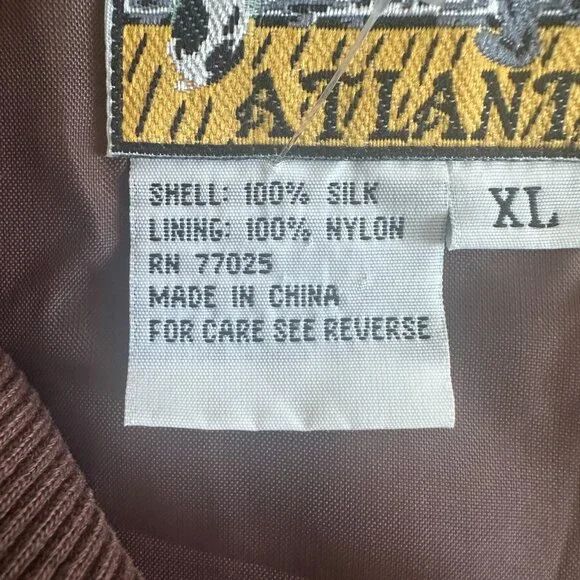 ATLANT
SHELL: 100% SILK
LINING: 100% NYLON
RN 77025
MADE IN CHINA
FOR CARE SEE REVERSE
XL